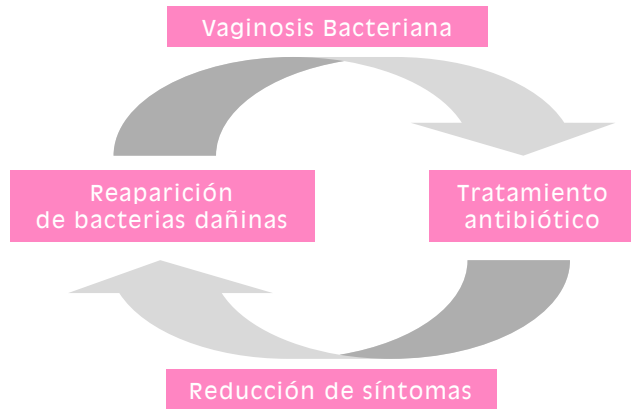 Vaginosis Bacteriana
Reaparición
de bacterias dañinas
Tratamiento
antibiótico
Reducción de síntomas